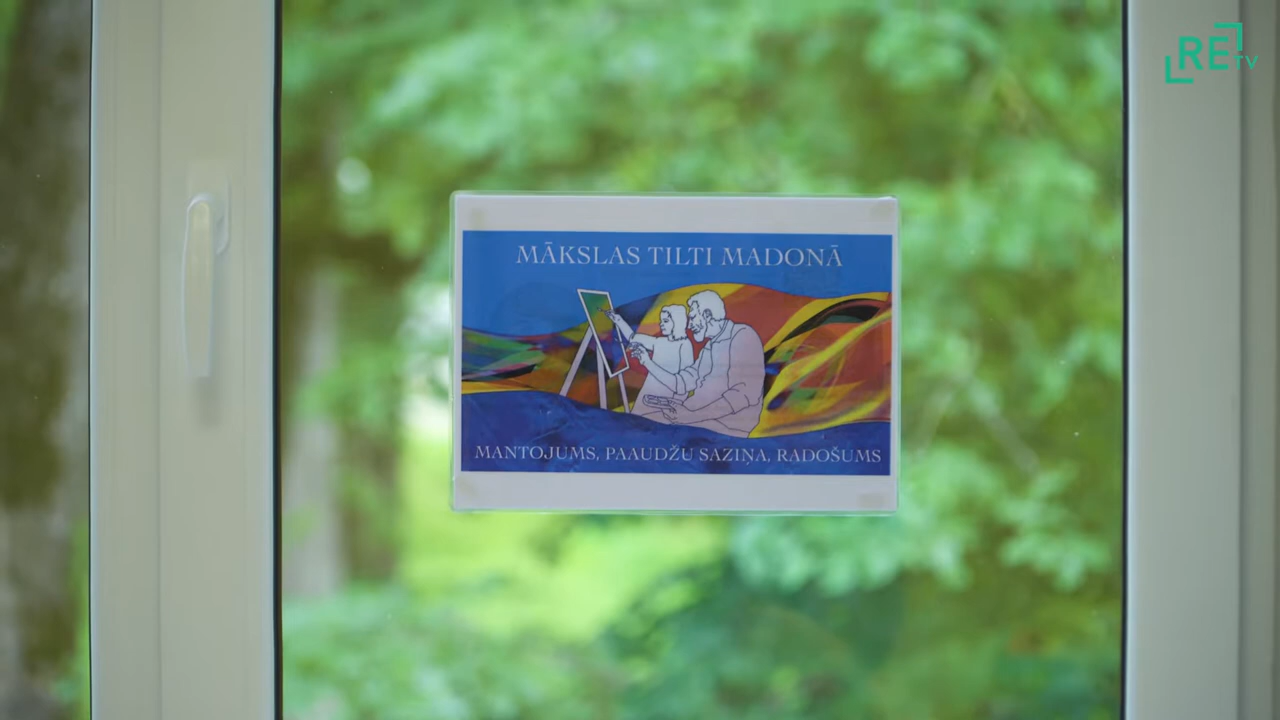 RE TV
MĀKSLAS TILTI MADONĀ
MANTOJUMS, PAAUDŽU SAZIŅA, RADOŠUMS